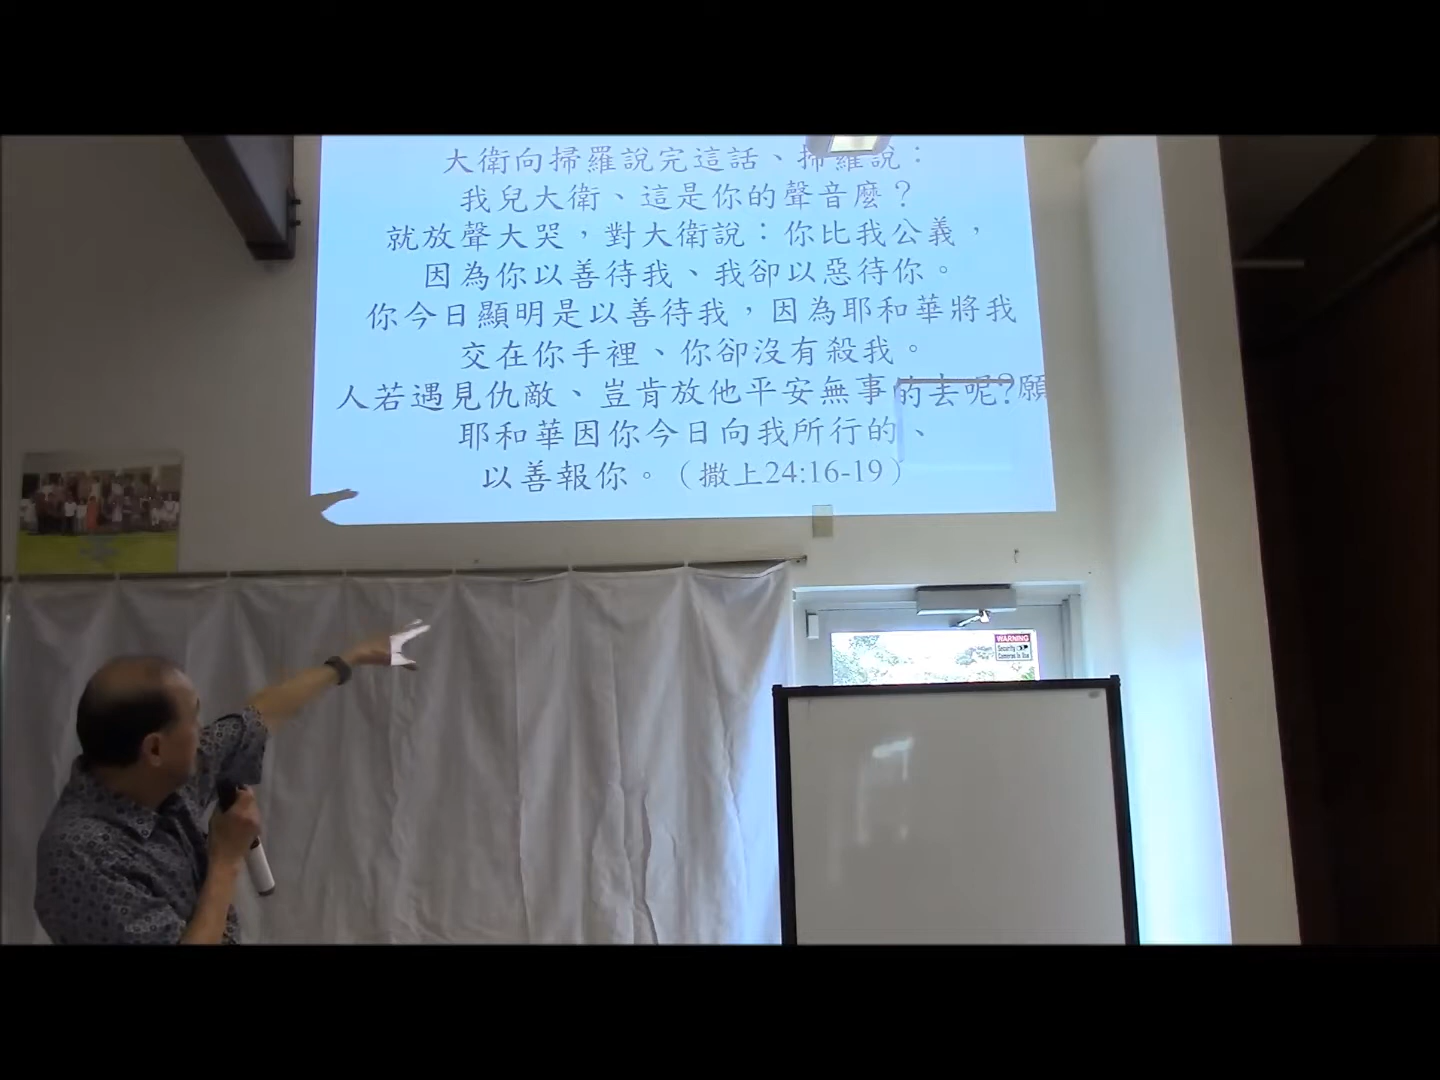 大衛向掃羅說完這話、掃羅說：
我兒大衛、這是你的聲音麼？
就放聲大哭，對大衛說：你比我公義，
因為你以善待我、我卻以惡待你。
你今日顯明是以善待我，因為耶和華將我
交在你手裡、你卻沒有殺我。
人若遇見仇敵、豈肯放他平安無事的去呢?願
耶和華因你今日向我所行的、
以善報你。（撒上24:16-19）
WARNING
Security
Cameras In Use